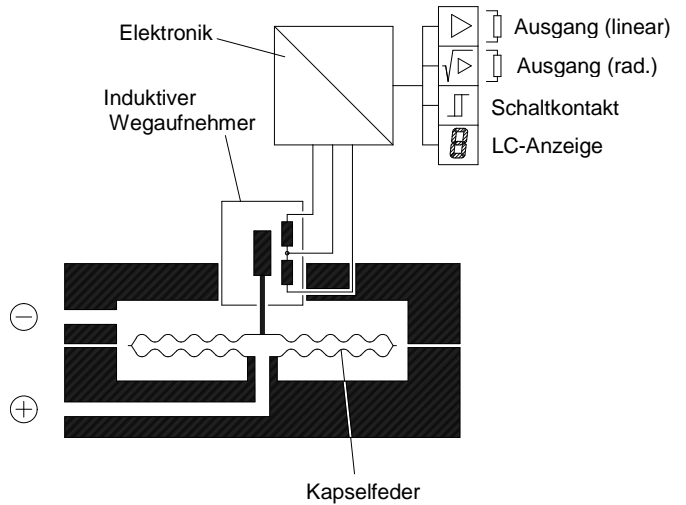 Elektronik
Ausgang (linear)
Ausgang (rad.)
Schaltkontakt
LC-Anzeige
Induktiver
Wegaufnehmer
−
+
Kapselfeder